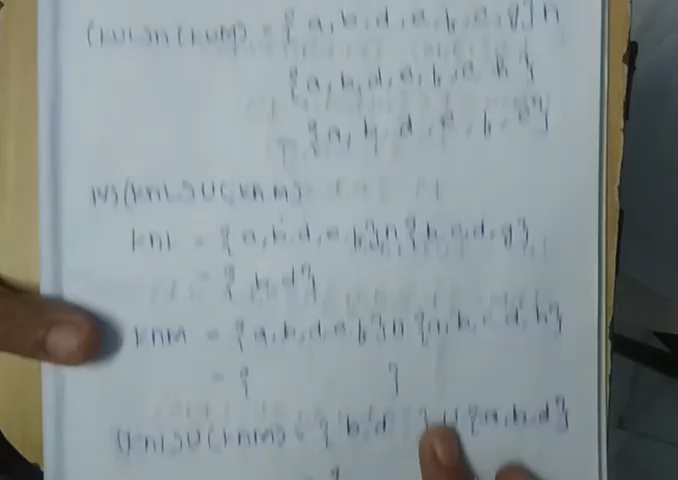 (KUL)∩(KUM) = {a, b, d, e, f, c, g} ∩
{a, b, d, e, f, c, h}
{a, b, d, e, f, c}
iv) (K∩L)U(K∩M)
K∩L = {a, b, d, e, f} ∩ {b, c, d, g}
= {b, d}
K∩M = {a, b, d, e, f} ∩ {a, b, c, d, h}
= { }
(K∩L)U(K∩M) = {b, d} U {a, b, d}
= {